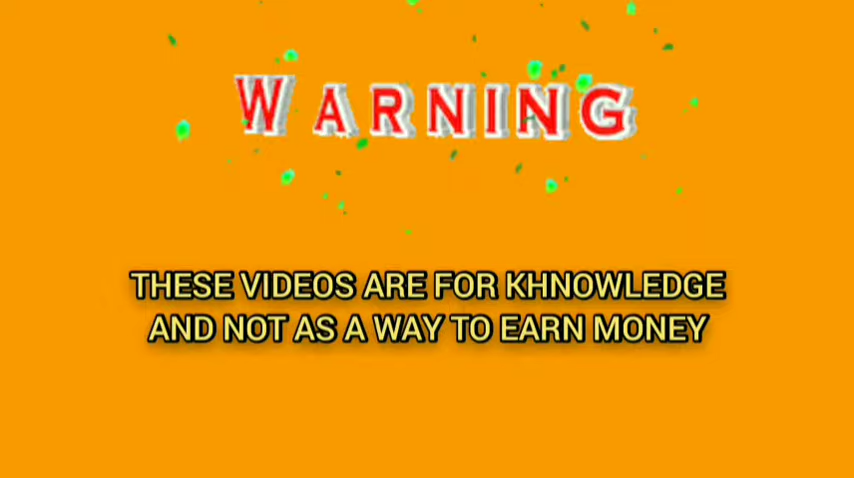 WARNING
THESE VIDEOS ARE FOR KHNOWLEDGE
AND NOT AS A WAY TO EARN MONEY